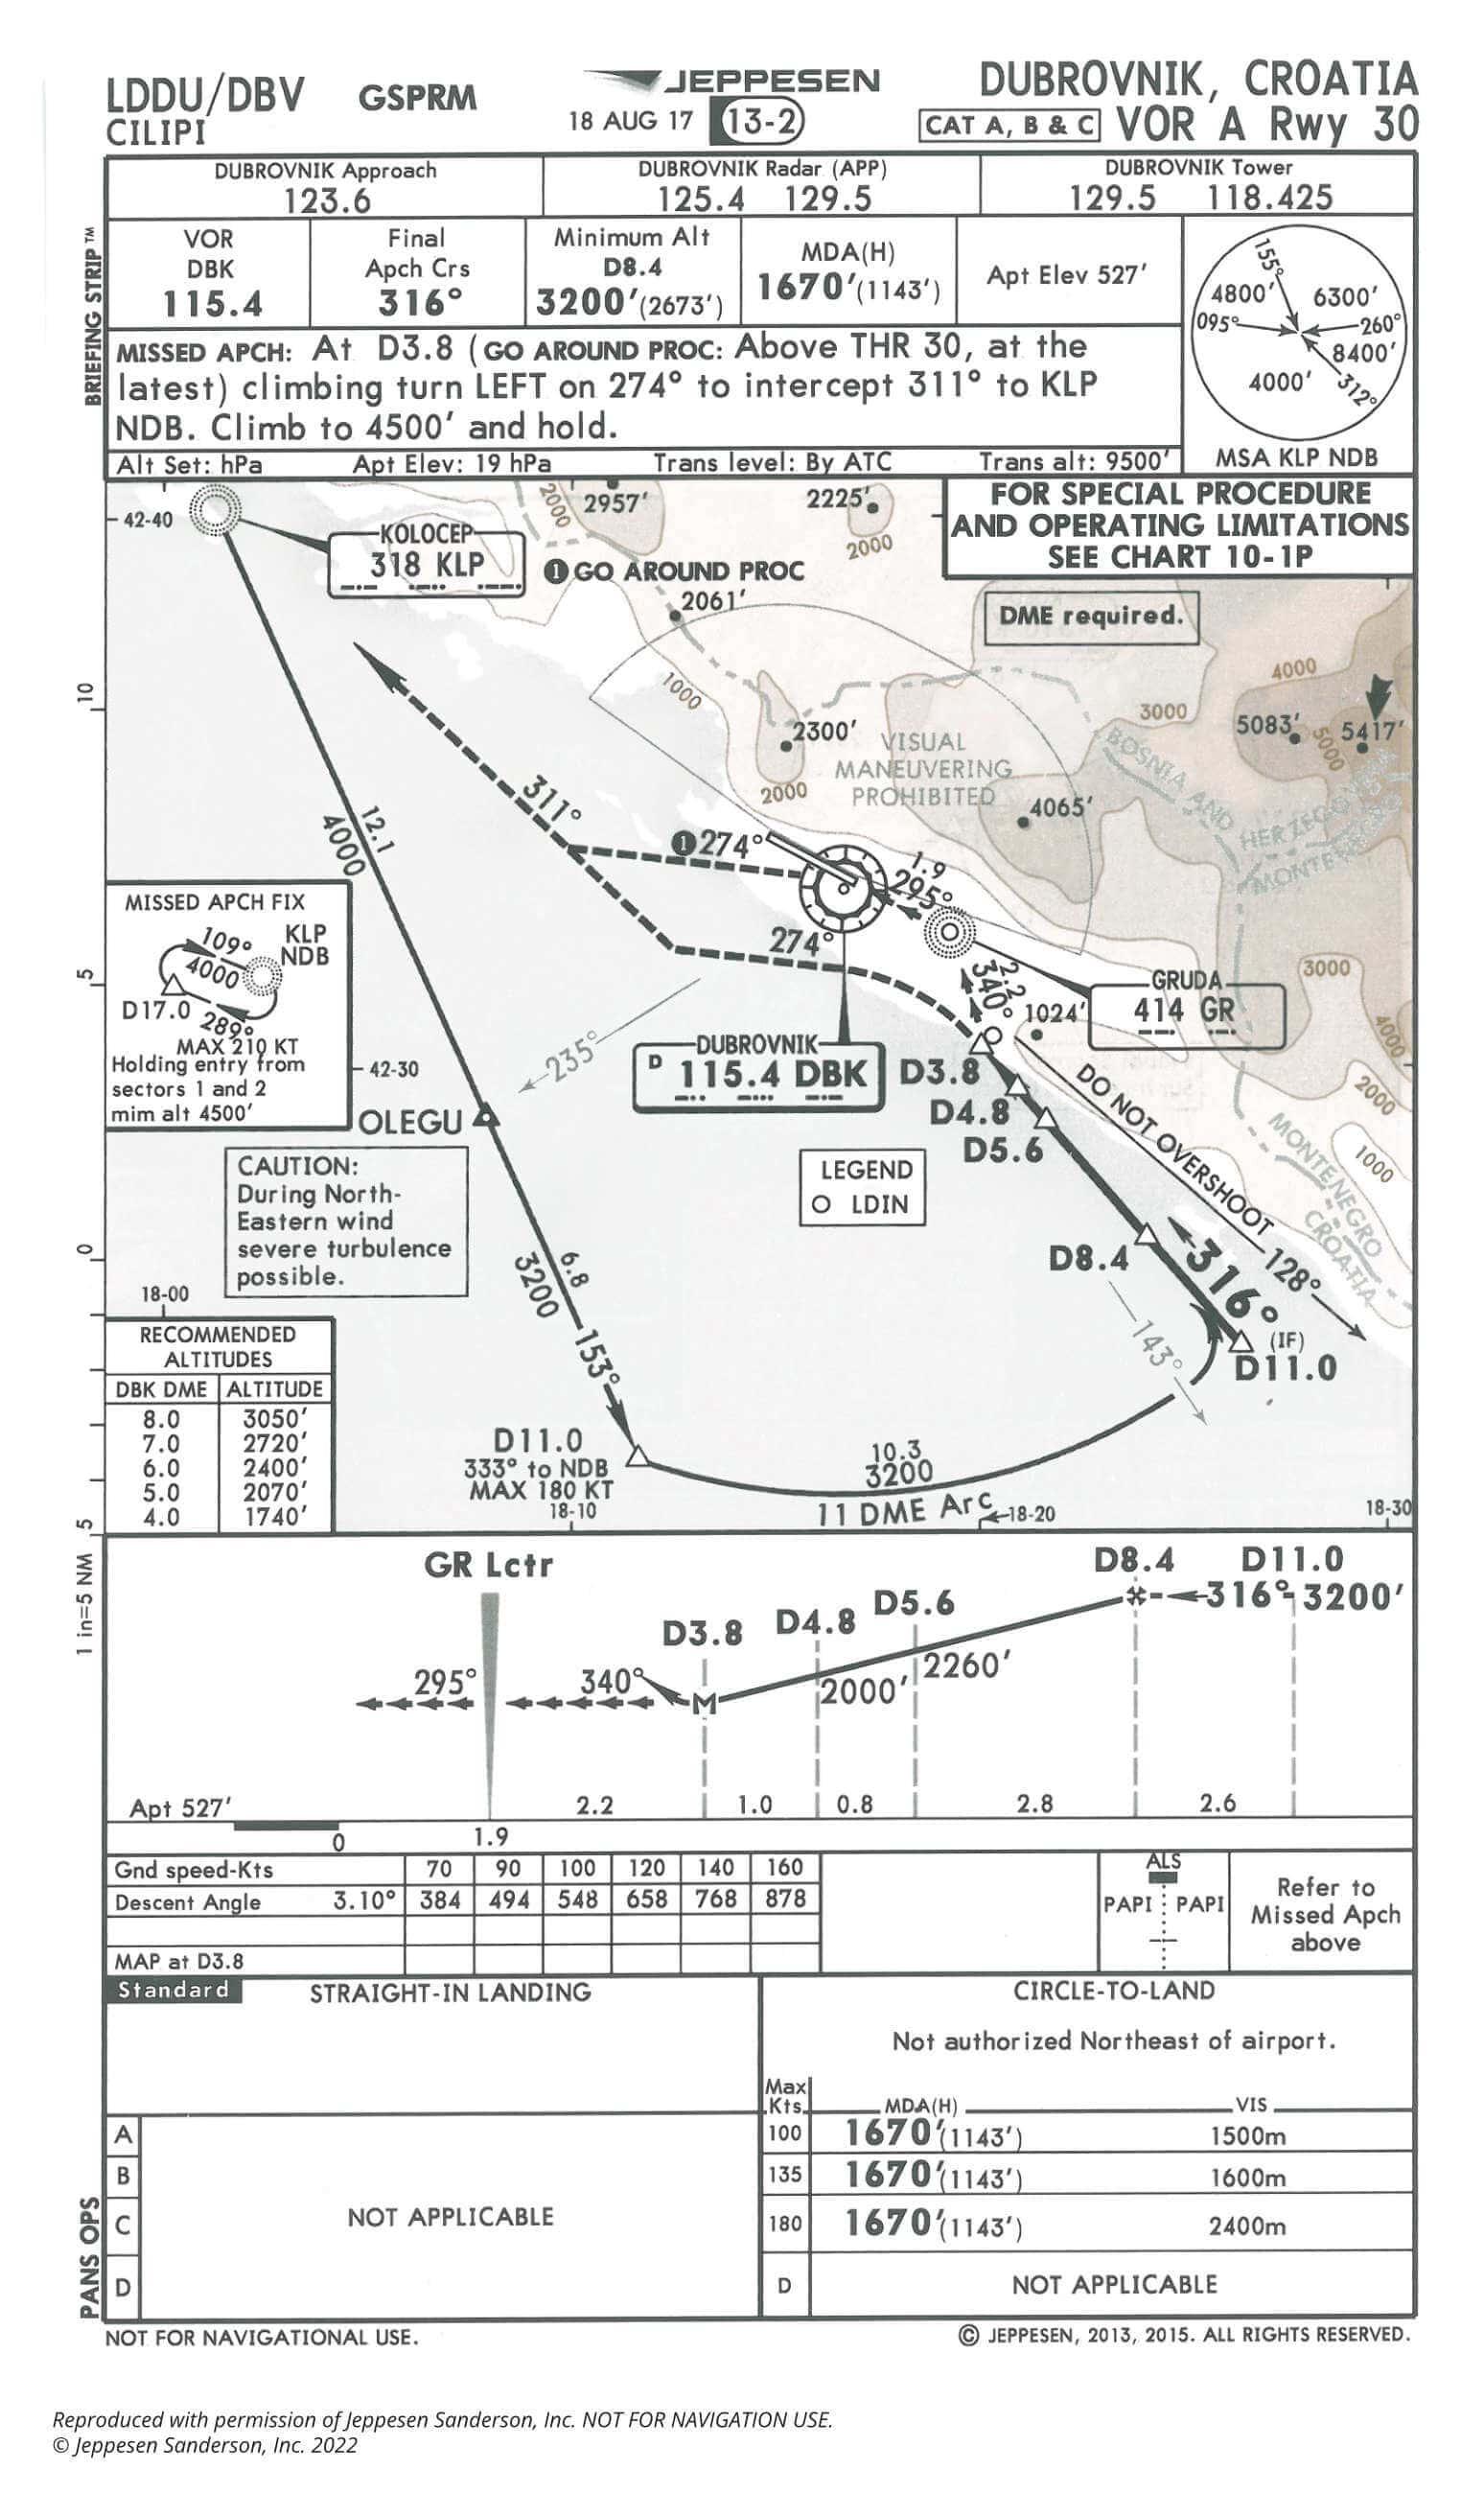 LDDU/DBV
CILIPI
GSPRM
JEPPESEN
18 AUG 17 13-2
DUBROVNIK, CROATIA
CAT A, B & C VOR A Rwy 30
BRIEFING STRIP™
DUBROVNIK Approach
123.6
DUBROVNIK Radar (APP)
125.4 129.5
DUBROVNIK Tower
129.5 118.425
VOR
DBK
115.4
Final
Apch Crs
316°
Minimum Alt
D8.4
3200′(2673′)
MDA(H)
1670′(1143′)
Apt Elev 527′
155°
4800′
6300′
095°
260°
8400′
4000′
312°
MSA KLP NDB
MISSED APCH: At D3.8 (GO AROUND PROC: Above THR 30, at the
latest) climbing turn LEFT on 274° to intercept 311° to KLP
NDB. Climb to 4500′ and hold.
Alt Set: hPa Apt Elev: 19 hPa Trans level: By ATC Trans alt: 9500′
FOR SPECIAL PROCEDURE
AND OPERATING LIMITATIONS
SEE CHART 10-1P
42-40
2000
2957′
2225′
2000
KOLOCEP
318 KLP
1 GO AROUND PROC
2061′
DME required.
10
1000
4000
3000
5083′
5000
5417′
2300′
VISUAL
MANEUVERING
PROHIBITED
2000
4065′
BOSNIA AND
HERZEGOVINA
MONTENEGRO
311°
12.1
4000
1 274°
1.9
295°
MISSED APCH FIX
109°
KLP
NDB
4000
D17.0
289°
MAX 210 KT
Holding entry from
sectors 1 and 2
mim alt 4500′
5
274°
2.2
340°
1024′
GRUDA
414 GR
3000
4000
235°
DUBROVNIK
D 115.4 DBK
D3.8
D4.8
D5.6
DO NOT OVERSHOOT
128°
2000
1000
MONTENEGRO
CROATIA
42-30
OLEGU
CAUTION:
During North-
Eastern wind
severe turbulence
possible.
LEGEND
LDIN
0
D8.4
316°
(IF)
D11.0
143°
6.8
3200
153°
18-00
RECOMMENDED
ALTITUDES
DBK DME ALTITUDE
8.0 3050′
7.0 2720′
6.0 2400′
5.0 2070′
4.0 1740′
D11.0
333° to NDB
MAX 180 KT
18-10
10.3
3200
11 DME Arc
18-20
18-30
5
1 in=5 NM
GR Lctr
D8.4
D11.0
316° 3200′
D5.6
D4.8
D3.8
2260′
2000′
295°
340°
M
Apt 527′
2.2
1.0
0.8
2.8
2.6
0
1.9
Gnd speed-Kts 70 90 100 120 140 160
Descent Angle 3.10° 384 494 548 658 768 878
MAP at D3.8
ALS
PAPI PAPI
Refer to
Missed Apch
above
Standard
STRAIGHT-IN LANDING
CIRCLE-TO-LAND
Not authorized Northeast of airport.
Max
Kts.
MDA(H)
VIS
A
100 1670′(1143′) 1500m
B
135 1670′(1143′) 1600m
C
NOT APPLICABLE
180 1670′(1143′) 2400m
D
D NOT APPLICABLE
PANS OPS
NOT FOR NAVIGATIONAL USE.
© JEPPESEN, 2013, 2015. ALL RIGHTS RESERVED.
Reproduced with permission of Jeppesen Sanderson, Inc. NOT FOR NAVIGATION USE.
© Jeppesen Sanderson, Inc. 2022